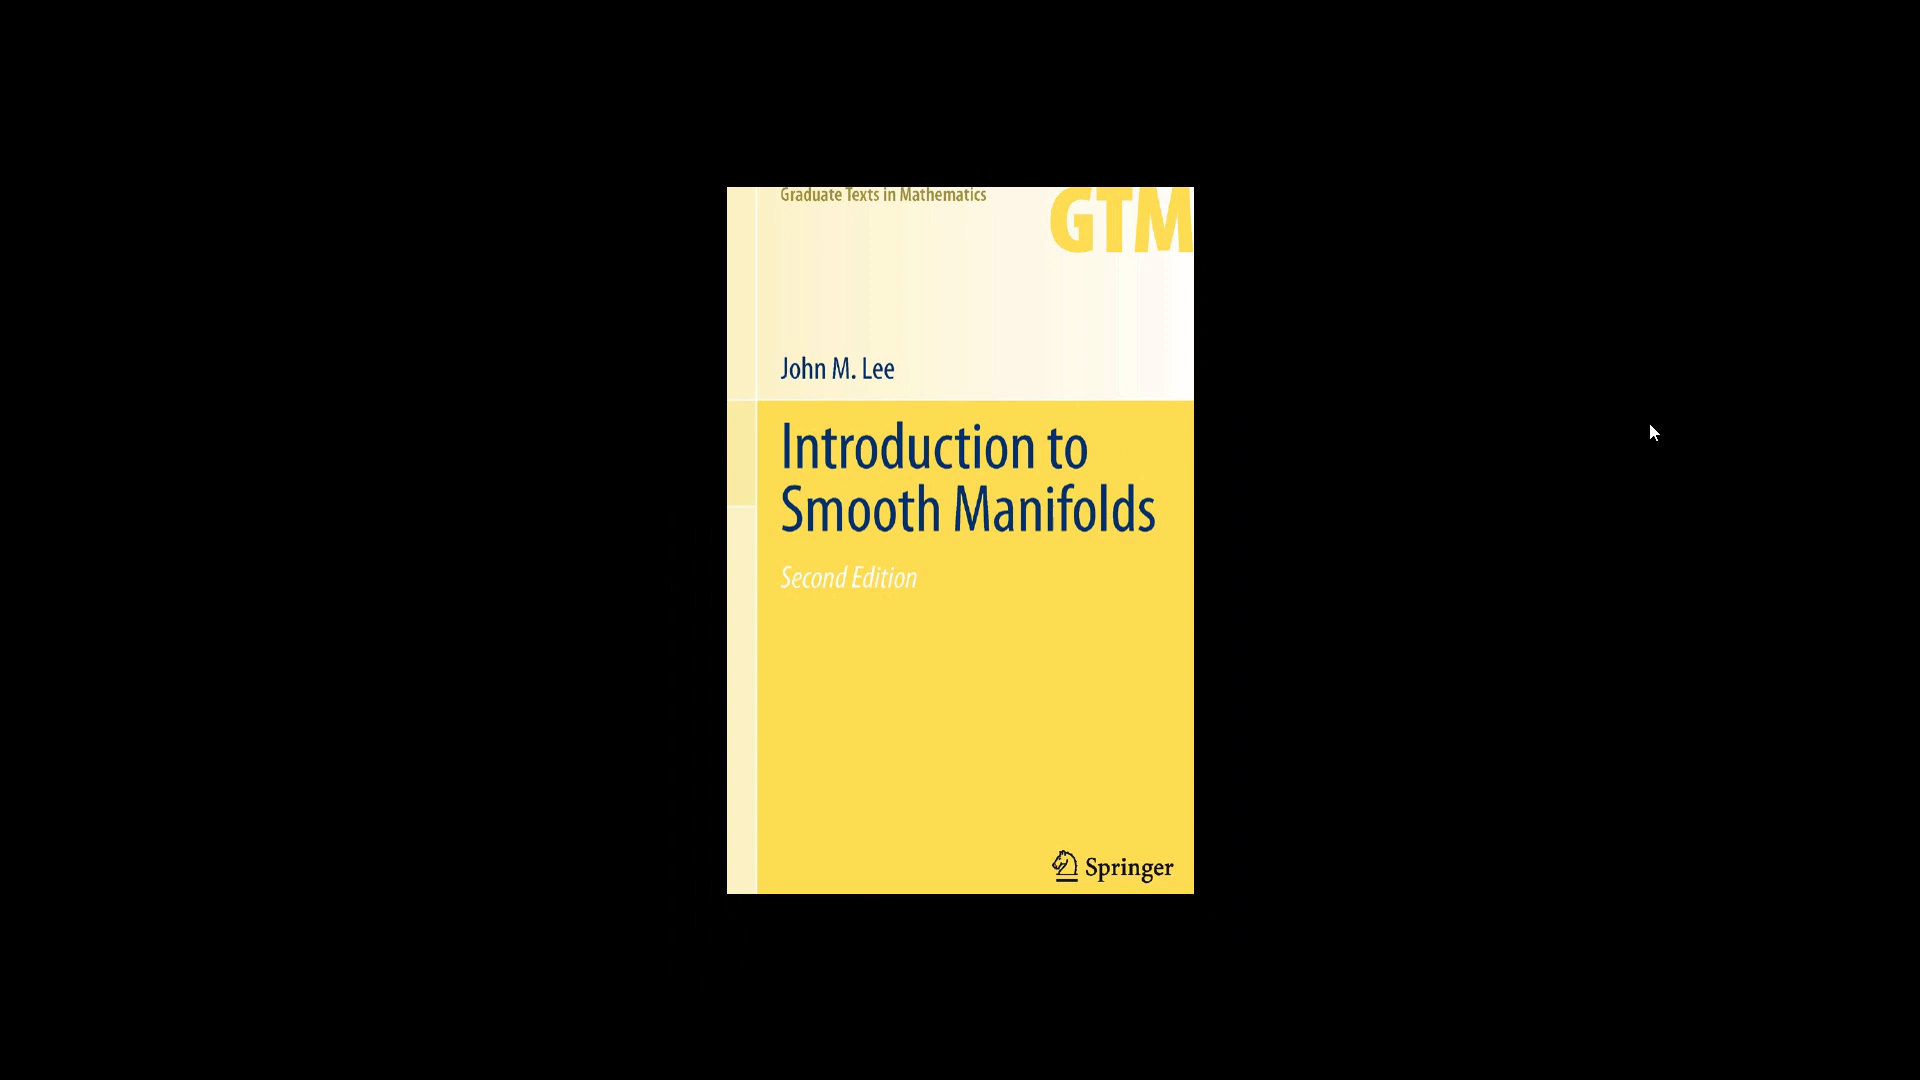 Graduate Texts in Mathematics
GTM
John M. Lee
Introduction to
Smooth Manifolds
Second Edition
Springer